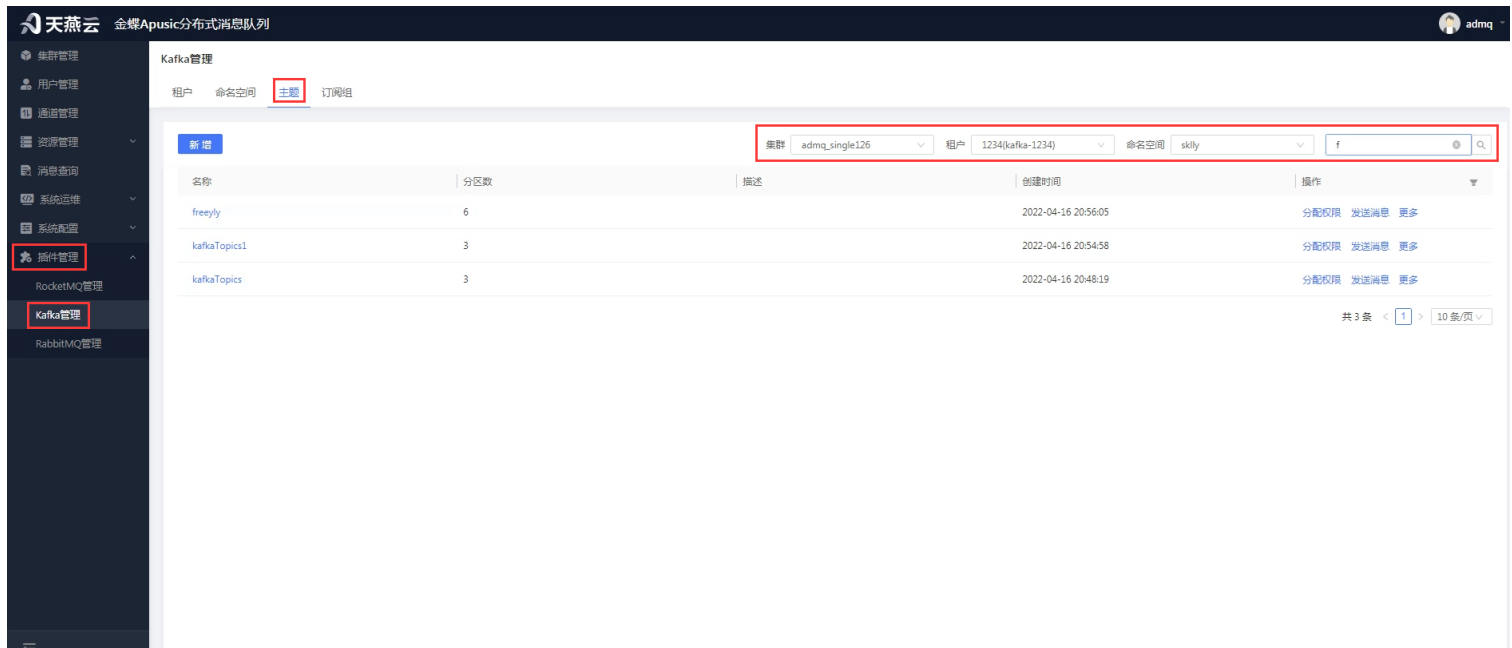 天燕云 金蝶Apusic分布式消息队列
admq
集群管理
用户管理
通道管理
资源管理
消息查询
系统运维
系统配置
插件管理
RocketMQ管理
Kafka管理
RabbitMQ管理
Kafka管理
租户 命名空间 主题 订阅组
新增 集群 admq_single126 租户 1234(kafka-1234) 命名空间 sklly f
名称 分区数 描述 创建时间 操作
freeyly 6 2022-04-16 20:56:05 分配权限 发送消息 更多
kafkaTopics1 3 2022-04-16 20:54:58 分配权限 发送消息 更多
kafkaTopics 3 2022-04-16 20:48:19 分配权限 发送消息 更多
共 3 条 < 1 > 10 条/页